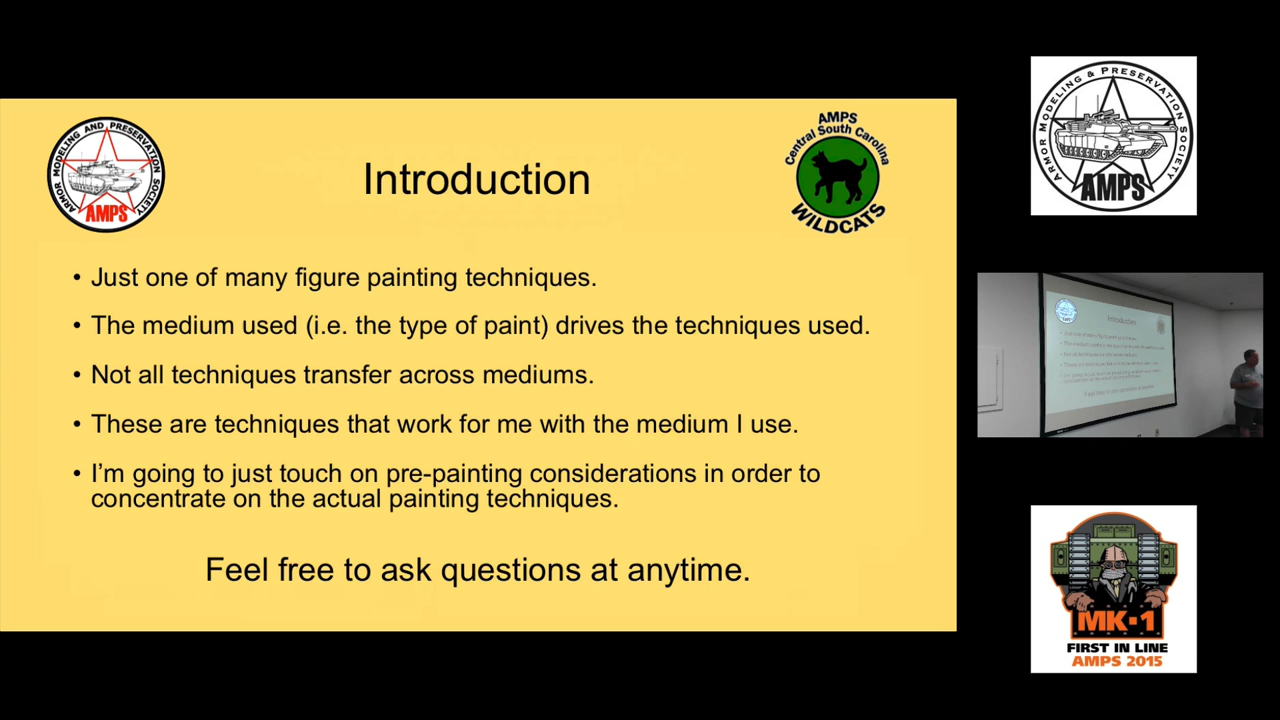 ARMOR MODELING AND PRESERVATION SOCIETY
AMPS
Introduction
AMPS
Central South Carolina
WILDCATS
• Just one of many figure painting techniques.
• The medium used (i.e. the type of paint) drives the techniques used.
• Not all techniques transfer across mediums.
• These are techniques that work for me with the medium I use.
• I’m going to just touch on pre-painting considerations in order to
concentrate on the actual painting techniques.
Feel free to ask questions at anytime.
ARMOR MODELING & PRESERVATION SOCIETY
AMPS
Introduction
MK-1
FIRST IN LINE
AMPS 2015